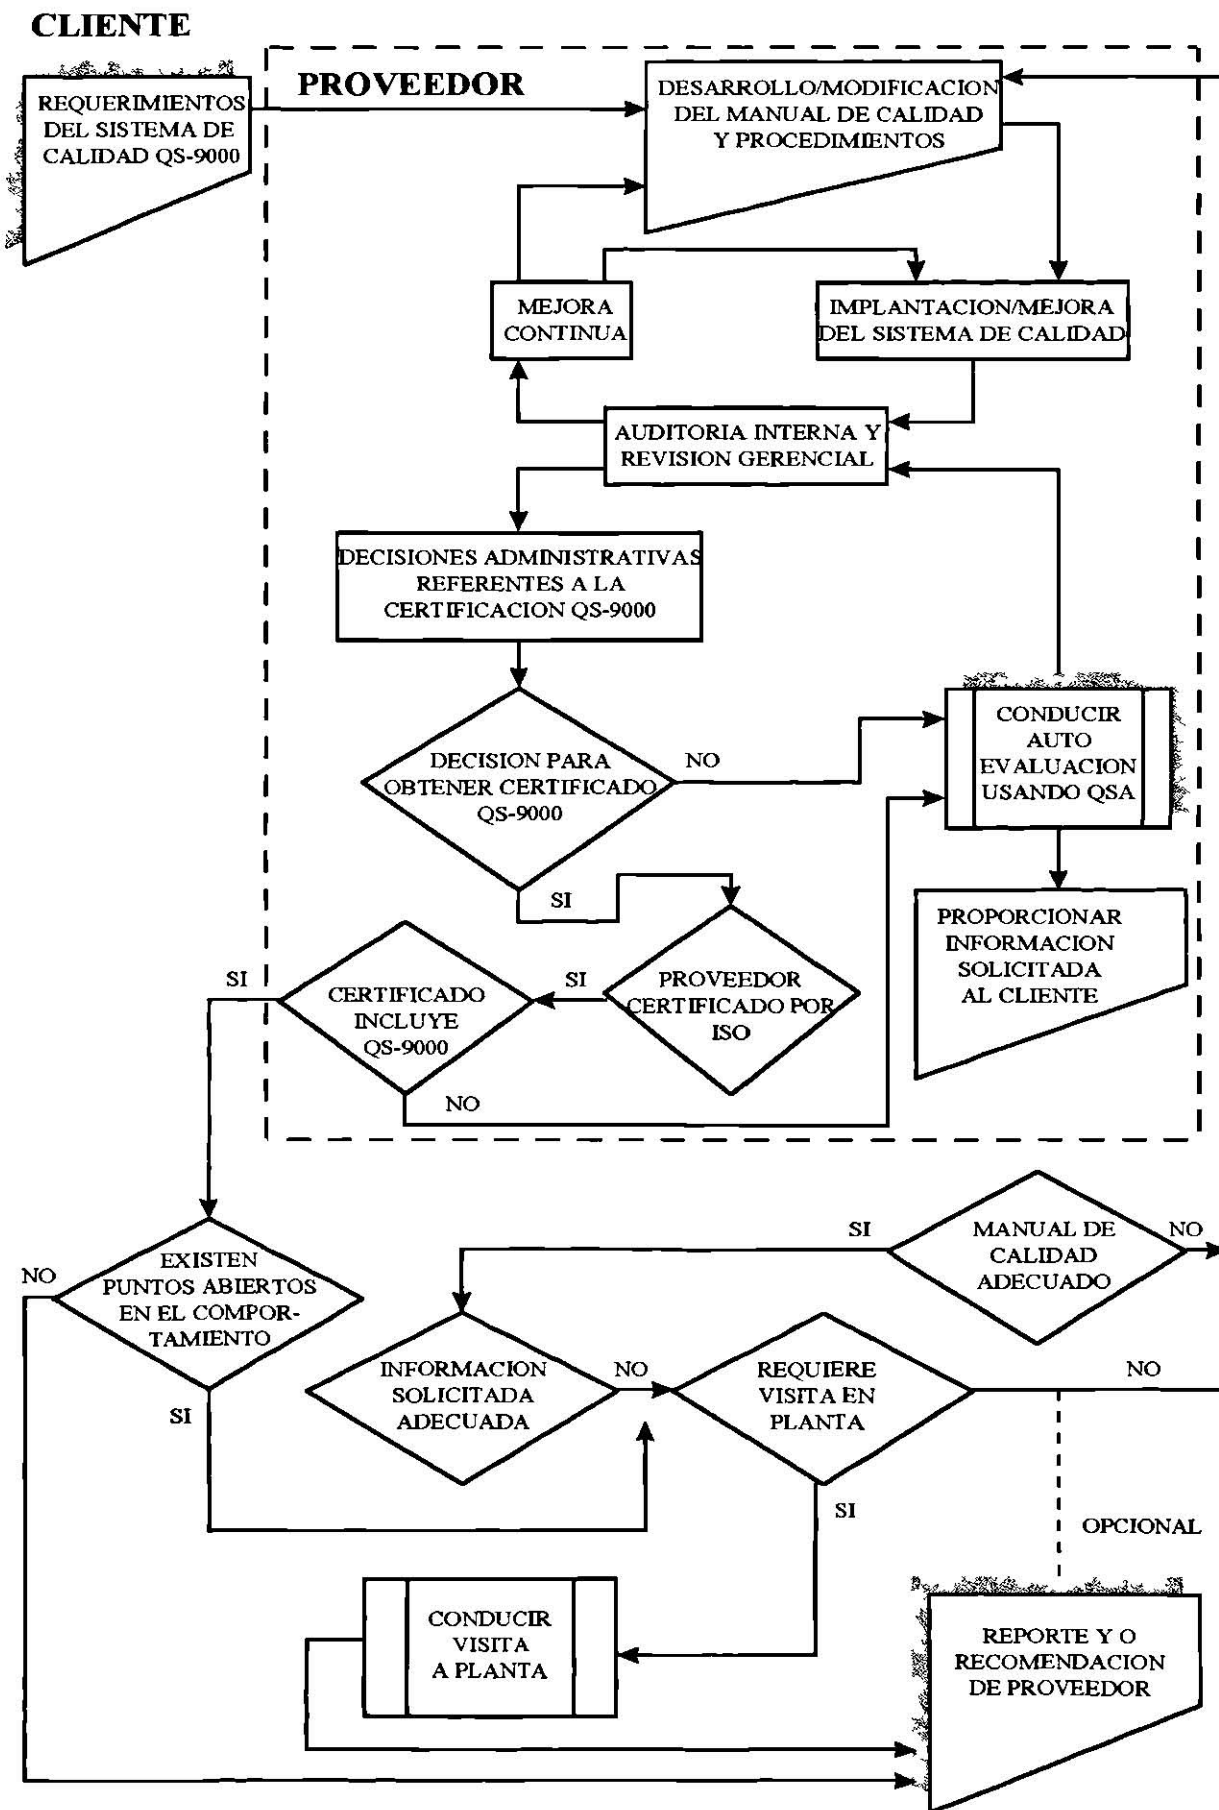 CLIENTE
PROVEEDOR
REQUERIMIENTOS
DEL SISTEMA DE
CALIDAD QS-9000
DESARROLLO/MODIFICACION
DEL MANUAL DE CALIDAD
Y PROCEDIMIENTOS
MEJORA
CONTINUA
IMPLANTACION/MEJORA
DEL SISTEMA DE CALIDAD
AUDITORIA INTERNA Y
REVISION GERENCIAL
DECISIONES ADMINISTRATIVAS
REFERENTES A LA
CERTIFICACION QS-9000
DECISION PARA
OBTENER CERTIFICADO
QS-9000
NO
CONDUCIR
AUTO
EVALUACION
USANDO QSA
SI
PROPORCIONAR
INFORMACION
SOLICITADA
AL CLIENTE
PROVEEDOR
CERTIFICADO POR
ISO
SI
CERTIFICADO
INCLUYE
QS-9000
SI
NO
MANUAL DE
CALIDAD
ADECUADO
SI
NO
EXISTEN
PUNTOS ABIERTOS
EN EL COMPOR-
TAMIENTO
NO
SI
INFORMACION
SOLICITADA
ADECUADA
NO
REQUIERE
VISITA EN
PLANTA
NO
SI
OPCIONAL
CONDUCIR
VISITA
A PLANTA
REPORTE Y O
RECOMENDACION
DE PROVEEDOR